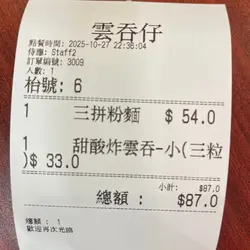 雲吞仔
點餐時間:2025-10-27 22:38:04
侍應: Staff2
訂單編號: 3009
人數: 1
枱號: 6
1 三拼粉麵 $ 54.0
1 甜酸炸雲吞-小(三粒
)$ 33.0
小計: $87.0
總額: $87.0
總額: 1
歡迎再次光臨